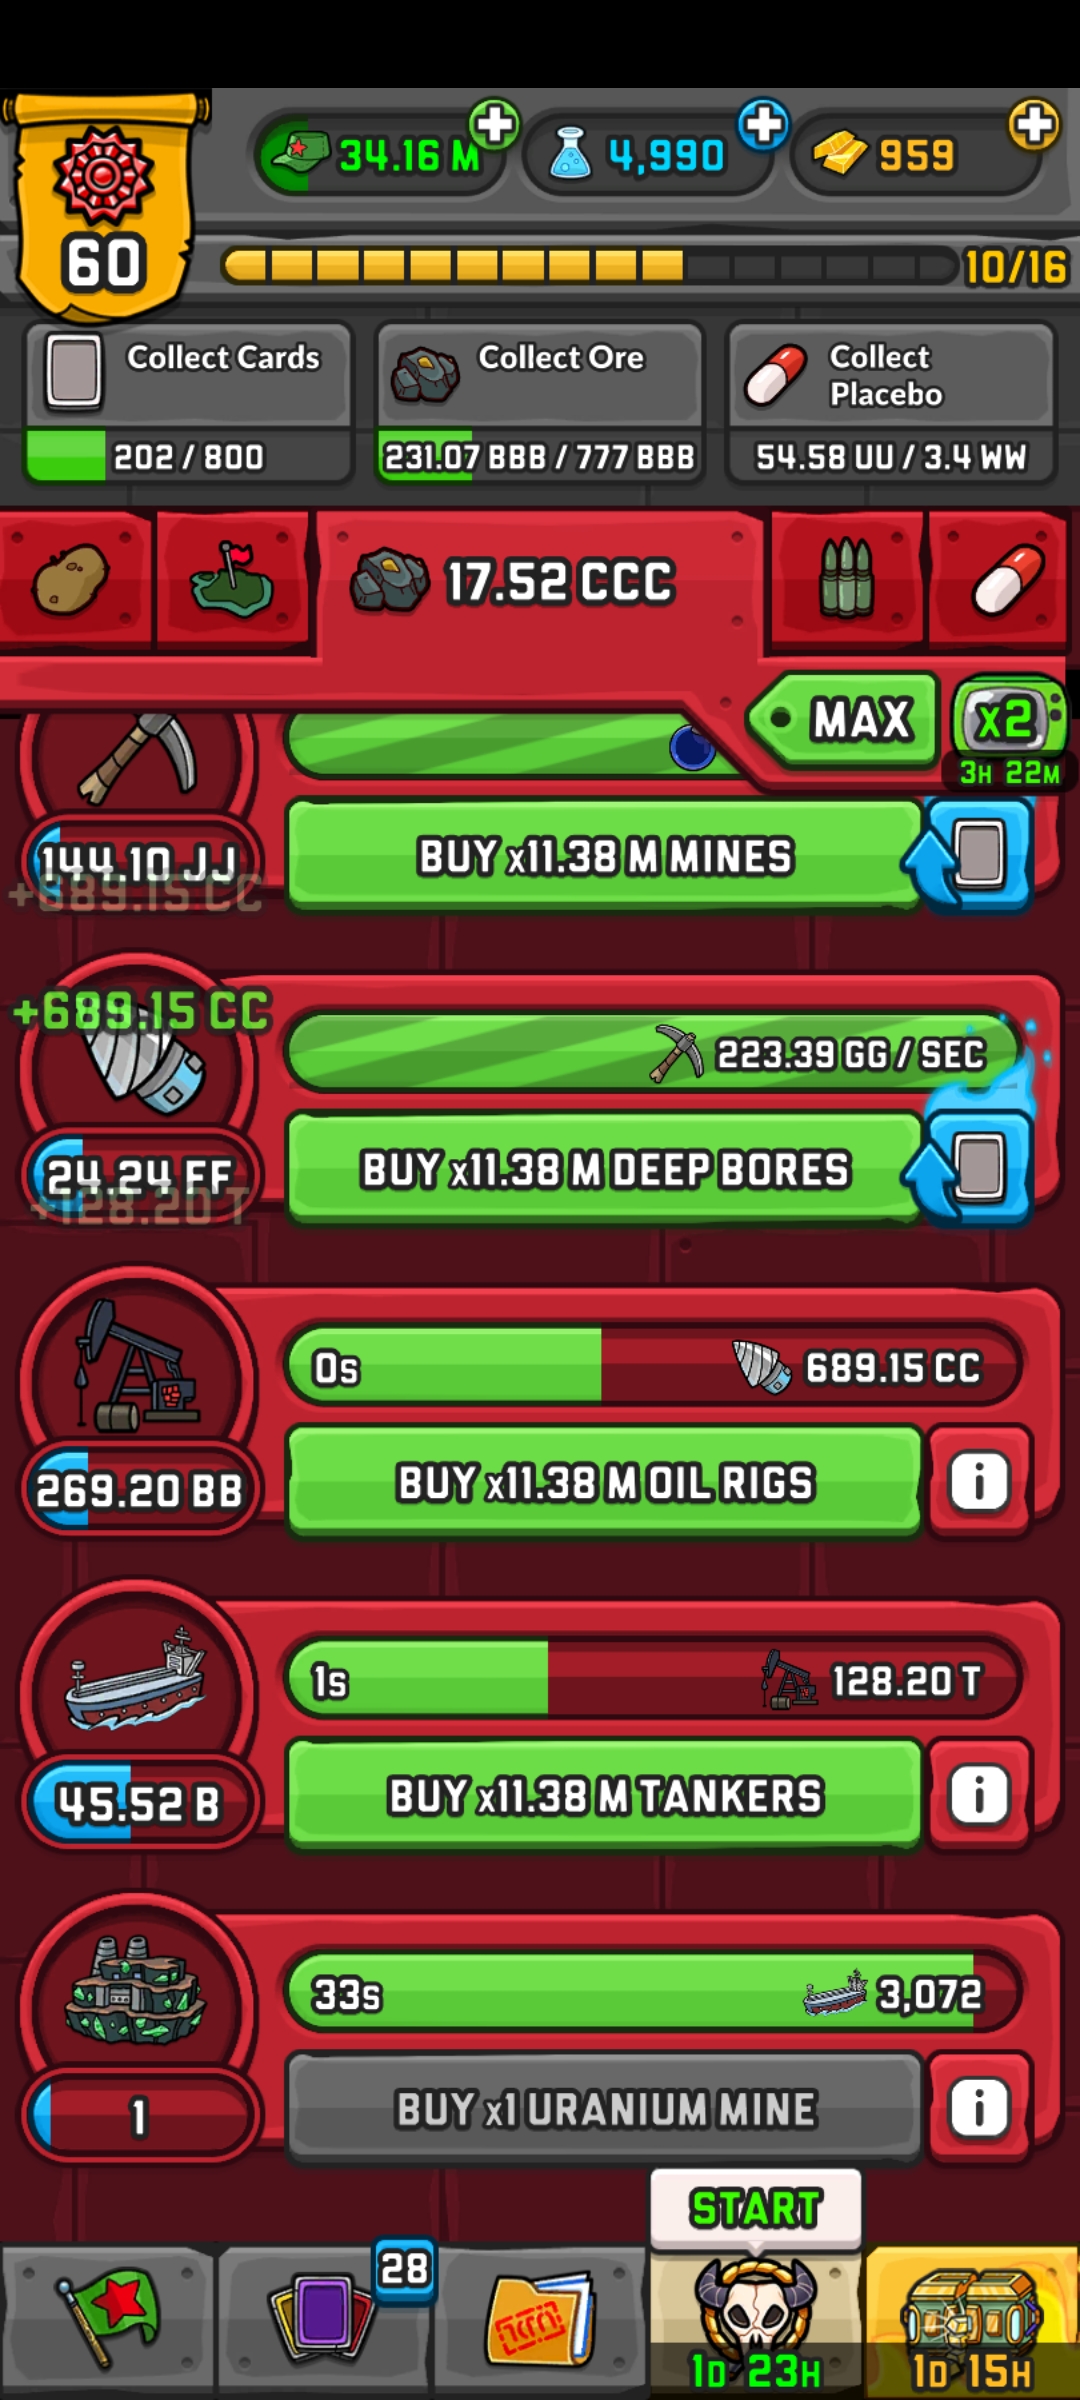 34.16 M
4,990
959
60
10/16
Collect Cards
202 / 800
Collect Ore
231.07 BBB / 777 BBB
Collect
Placebo
54.58 UU / 3.4 WW
17.52 CCC
MAX
x2
3H 22M
BUY x11.38 M MINES
144.10 JJ
+689.15 CC
+689.15 CC
223.39 GG / SEC
BUY x11.38 M DEEP BORES
24.24 FF
+128.20 T
0s
689.15 CC
BUY x11.38 M OIL RIGS
269.20 BB
1s
128.20 T
BUY x11.38 M TANKERS
45.52 B
33s
3,072
BUY x1 URANIUM MINE
1
START
28
1D 23H
1D 15H